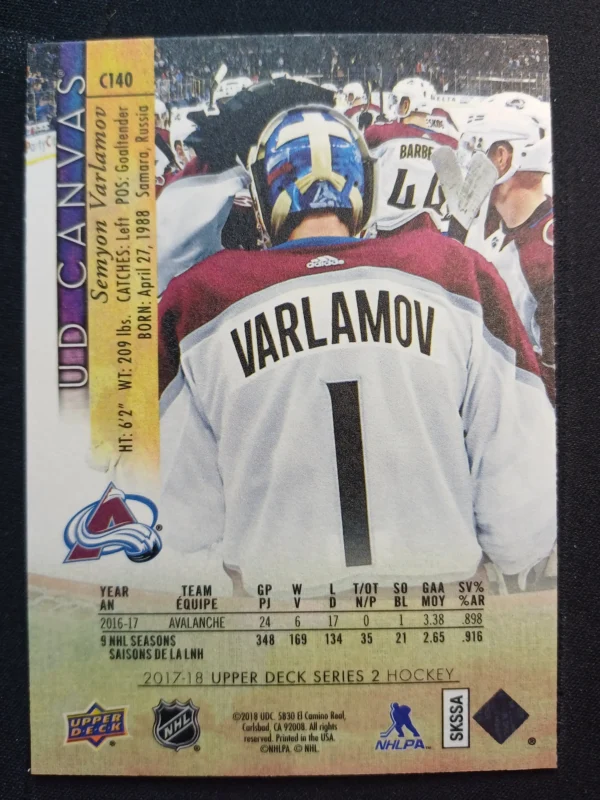 C140
UD CANVAS
Semyon Varlamov
HT: 6'2" WT: 209 lbs. CATCHES: Left POS: Goaltender
BORN: April 27, 1988 Samara, Russia
BARBE
44
VARLAMOV
1
A
®
YEAR TEAM GP W L T/OT SO GAA SV%
AN ÉQUIPE PJ V D N/P BL MOY %AR
2016-17 AVALANCHE 24 6 17 0 1 3.38 .898
9 NHL SEASONS 348 169 134 35 21 2.65 .916
SAISONS DE LA LNH
2017-18 UPPER DECK SERIES 2 HOCKEY
UPPER DECK
NHL
©2018 UDC. 5830 El Camino Real,
Carlsbad, CA 92008. All rights
reserved. Printed in the USA.
©NHLPA. © NHL.
NHLPA
SKSSA
®